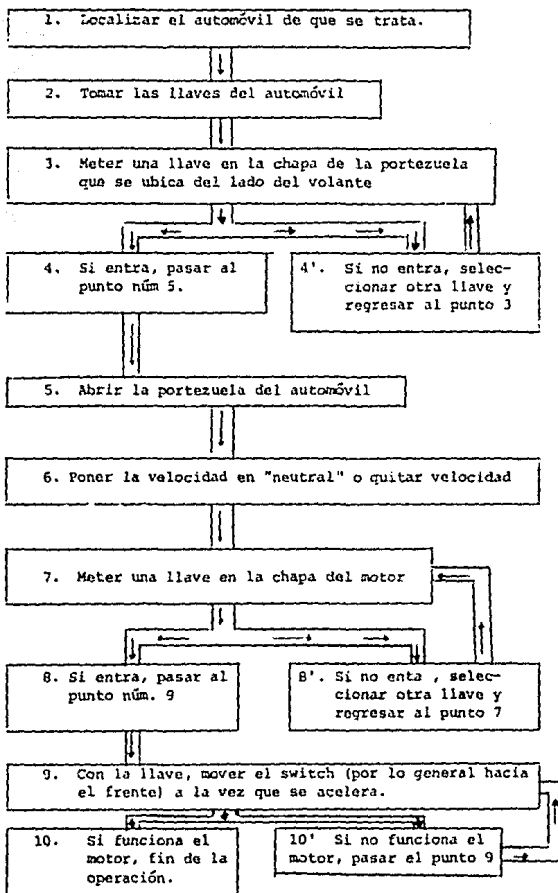 1. Localizar el automóvil de que se trata.
2. Tomar las llaves del automóvil
3. Meter una llave en la chapa de la portezuela
que se ubica del lado del volante
4. Si entra, pasar al
punto núm 5.
4'. Si no entra, selec-
cionar otra llave y
regresar al punto 3
5. Abrir la portezuela del automóvil
6. Poner la velocidad en "neutral" o quitar velocidad
7. Meter una llave en la chapa del motor
8. Si entra, pasar al
punto núm. 9
8'. Si no enta , selec-
cionar otra llave y
regresar al punto 7
9. Con la llave, mover el switch (por lo general hacia
el frente) a la vez que se acelera.
10. Si funciona el
motor, fin de la
operación.
10' Si no funciona el
motor, pasar el punto 9